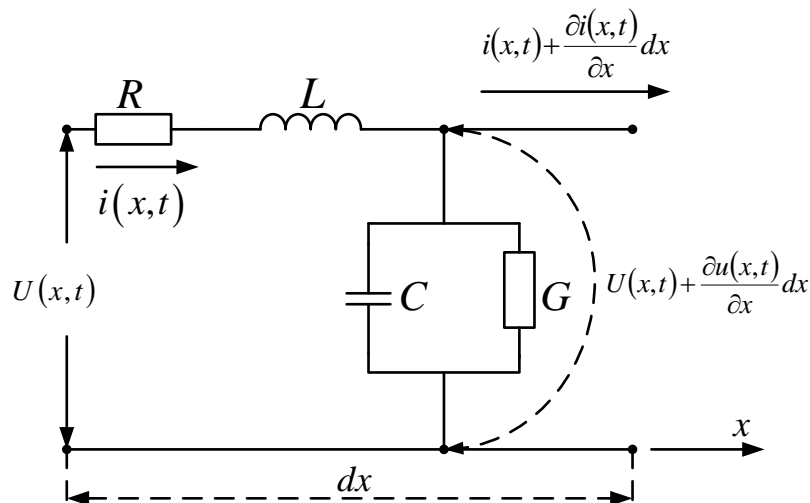 i(x,t)+∂i(x,t)/∂x dx
R
L
i(x,t)
U(x,t)
C
G
U(x,t)+∂u(x,t)/∂x dx
x
dx